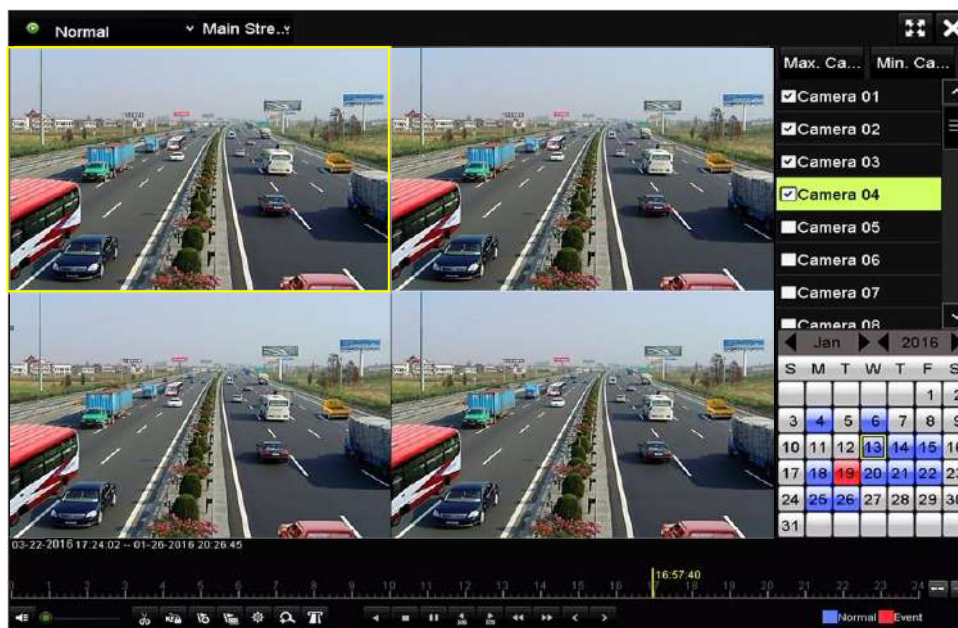 Normal Main Stre..
Max. Ca... Min. Ca...
Camera 01
Camera 02
Camera 03
Camera 04
Camera 05
Camera 06
Camera 07
Camera 08
Jan 2016
S M T W T F S
1 2
3 4 5 6 7 8 9
10 11 12 13 14 15 16
17 18 19 20 21 22 23
24 25 26 27 28 29 30
31
03-22-2016 17:24:02 -- 01-26-2016 20:26:45
16:57:40
0 1 2 3 4 5 6 7 8 9 10 11 12 13 14 15 16 17 18 19 20 21 22 23 24
Normal Event